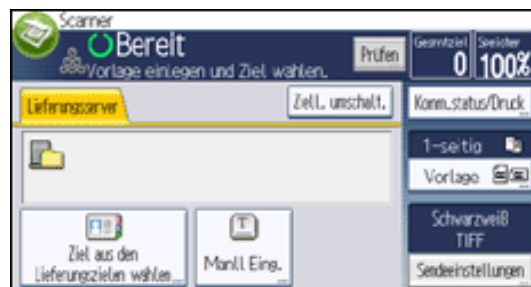 Scanner
Bereit
Vorlage einlegen und Ziel wählen.
Prüfen
Gesamtziel
0
Speicher
100%
Lieferungsserver
Zell. umschalt.
Komm.status/Druck
1-seitig
Vorlage
Ziel aus den
Lieferungszielen wählen
Manll Eing.
Schwarzweiß
TIFF
Sendeeinstellungen